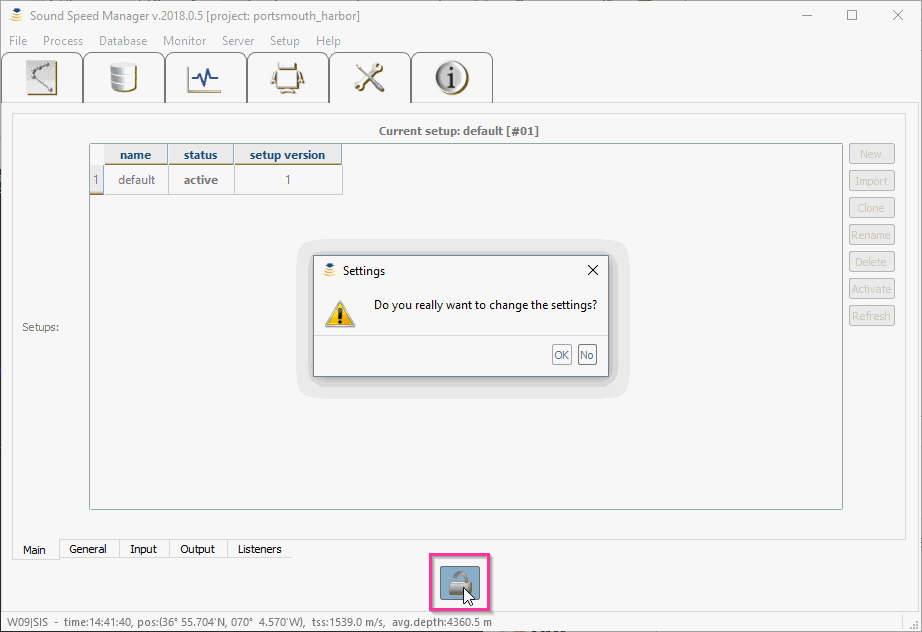 Sound Speed Manager v.2018.0.5 [project: portsmouth_harbor]
File Process Database Monitor Server Setup Help
Current setup: default [#01]
name status setup version
1 default active 1
New
Import
Clone
Rename
Delete
Activate
Refresh
Settings
Do you really want to change the settings?
OK No
Setups:
Main General Input Output Listeners
W09|SIS - time:14:41:40, pos:(36° 55.704'N, 070° 4.570'W), tss:1539.0 m/s, avg.depth:4360.5 m